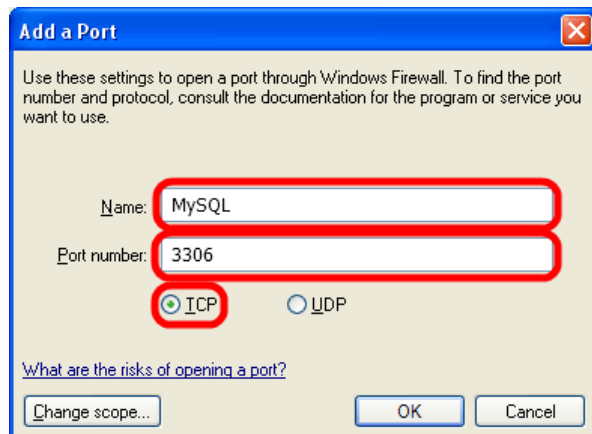 Add a Port
Use these settings to open a port through Windows Firewall. To find the port
number and protocol, consult the documentation for the program or service you
want to use.
Name: MySQL
Port number: 3306
TCP UDP
What are the risks of opening a port?
Change scope... OK Cancel